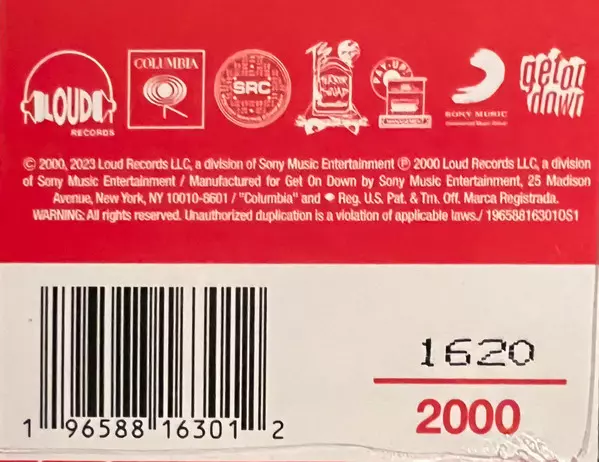 LOUD
RECORDS
COLUMBIA
SRC
PAY-UP!
SONY MUSIC
get on
down
© 2000, 2023 Loud Records LLC, a division of Sony Music Entertainment ℗ 2000 Loud Records LLC, a division
of Sony Music Entertainment / Manufactured for Get On Down by Sony Music Entertainment, 25 Madison
Avenue, New York, NY 10010-8601 / "Columbia" and Reg. U.S. Pat. & Tm. Off. Marca Registrada.
WARNING: All rights reserved. Unauthorized duplication is a violation of applicable laws./ 19658816301OS1
1620
2000
1 96588 16301 2